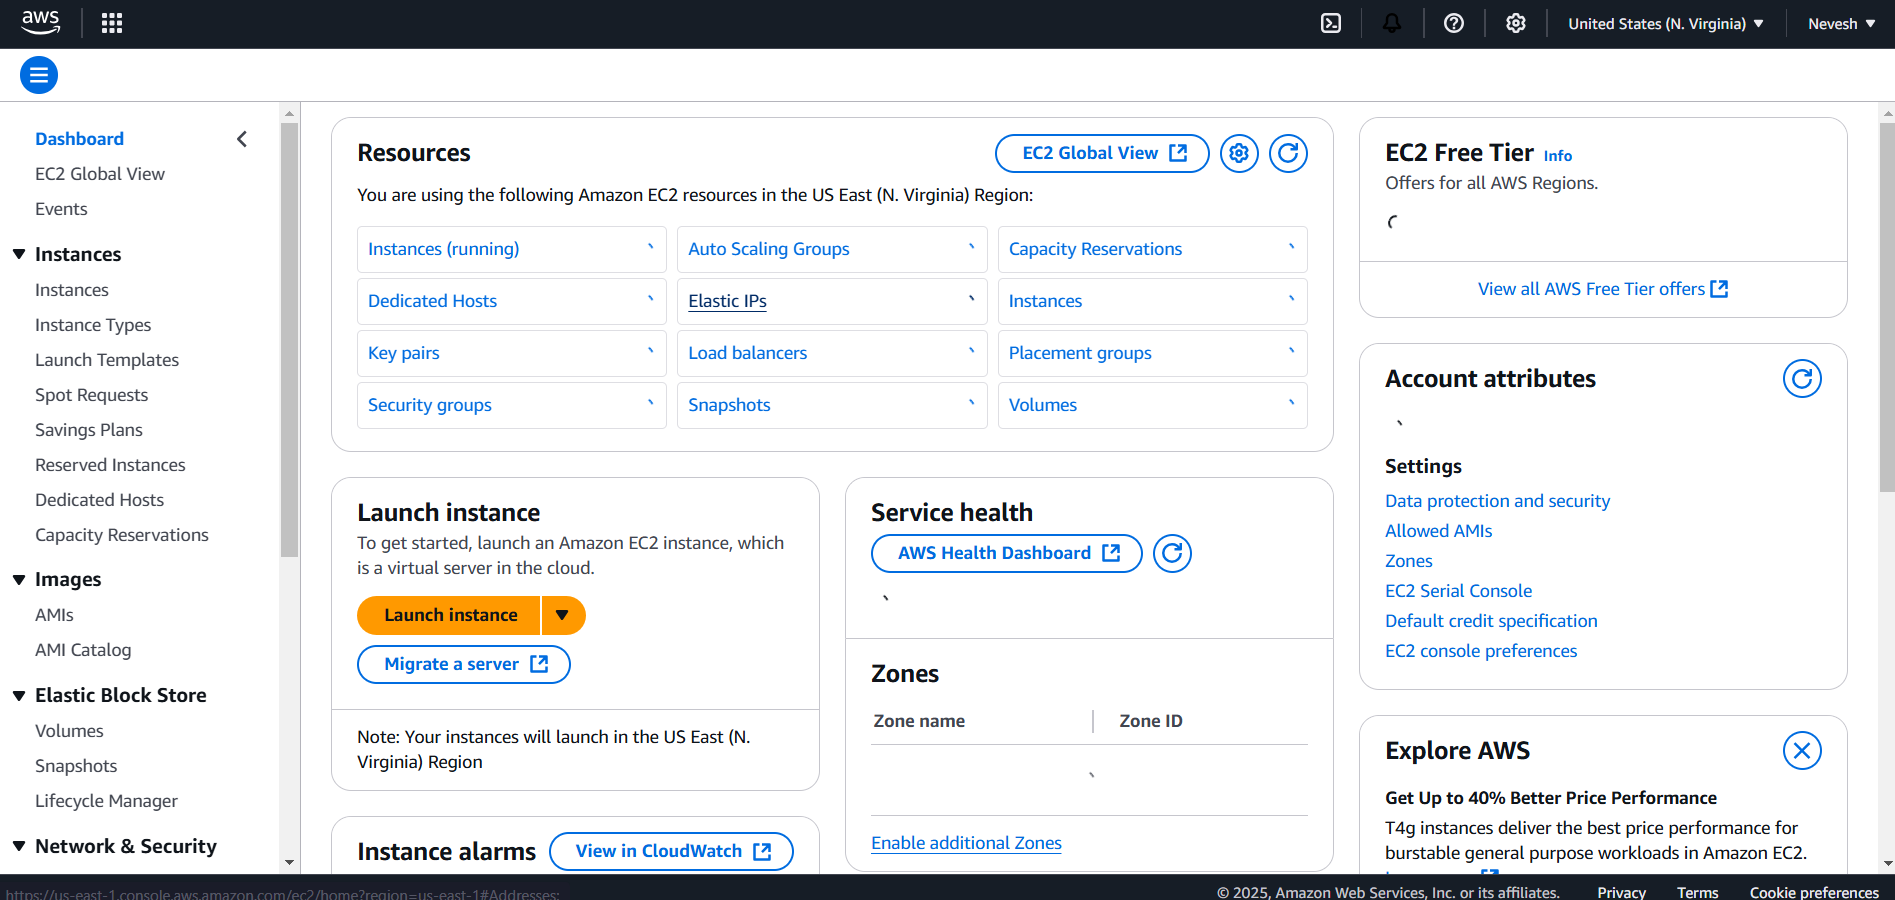 aws
United States (N. Virginia)
Nevesh
Dashboard
EC2 Global View
Events
Instances
Instances
Instance Types
Launch Templates
Spot Requests
Savings Plans
Reserved Instances
Dedicated Hosts
Capacity Reservations
Images
AMIs
AMI Catalog
Elastic Block Store
Volumes
Snapshots
Lifecycle Manager
Network & Security
Resources
EC2 Global View
You are using the following Amazon EC2 resources in the US East (N. Virginia) Region:
Instances (running)
Auto Scaling Groups
Capacity Reservations
Dedicated Hosts
Elastic IPs
Instances
Key pairs
Load balancers
Placement groups
Security groups
Snapshots
Volumes
Launch instance
To get started, launch an Amazon EC2 instance, which
is a virtual server in the cloud.
Launch instance
Migrate a server
Note: Your instances will launch in the US East (N.
Virginia) Region
Instance alarms
View in CloudWatch
Service health
AWS Health Dashboard
Zones
Zone name
Zone ID
Enable additional Zones
EC2 Free Tier Info
Offers for all AWS Regions.
View all AWS Free Tier offers
Account attributes
Settings
Data protection and security
Allowed AMIs
Zones
EC2 Serial Console
Default credit specification
EC2 console preferences
Explore AWS
Get Up to 40% Better Price Performance
T4g instances deliver the best price performance for
burstable general purpose workloads in Amazon EC2.
https://us-east-1.console.aws.amazon.com/ec2/home?region=us-east-1#Addresses:
© 2025, Amazon Web Services, Inc. or its affiliates.
Privacy
Terms
Cookie preferences